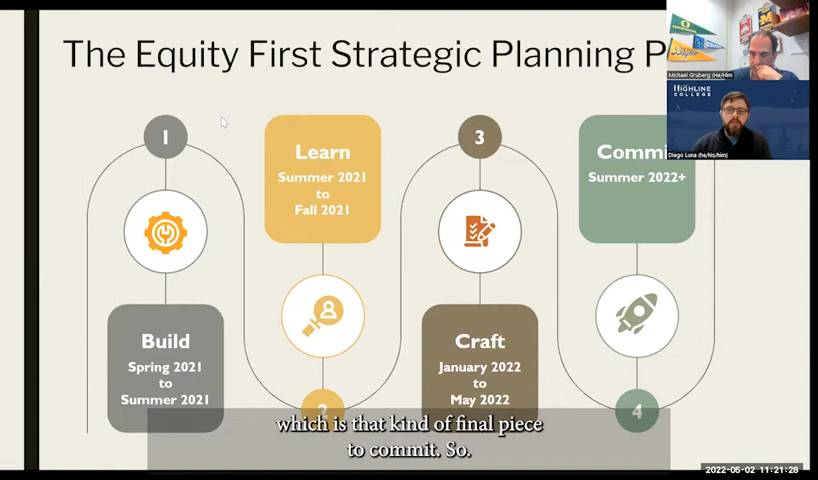 The Equity First Strategic Planning P
1
Learn
Summer 2021
to
Fall 2021
3
Commi
Summer 2022+
Build
Spring 2021
to
Summer 2021
2
Craft
January 2022
to
May 2022
4
Michael Gruberg (He/Him
HIGHLINE
COLLEGE
Diego Luna (he/his/him)
which is that kind of final piece
to commit. So.
2022-05-02 11:21:28